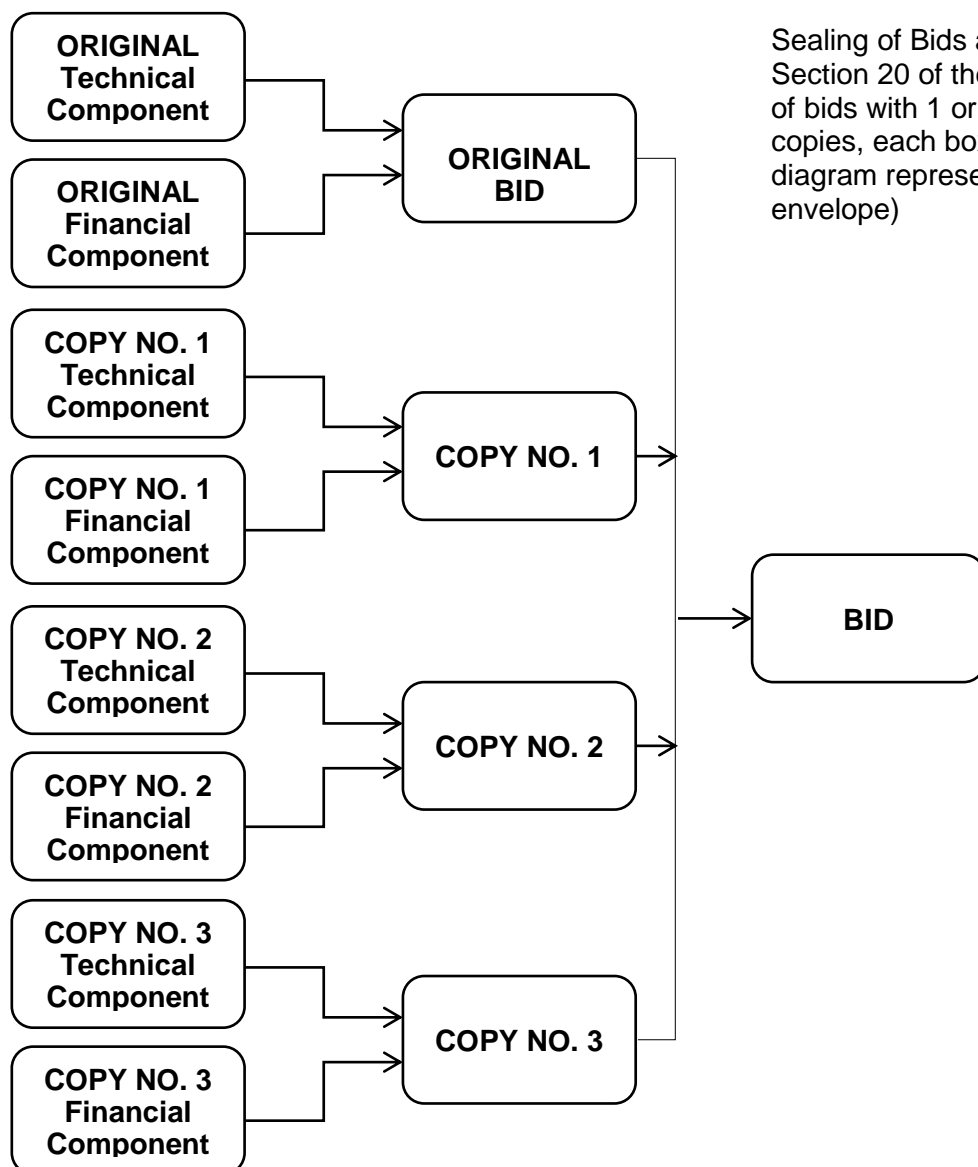 ORIGINAL
Technical
Component
ORIGINAL
Financial
Component
ORIGINAL
BID
Sealing of Bids
Section 20 of
of bids with 1 or
copies, each
diagram
envelope)
COPY NO. 1
Technical
Component
COPY NO. 1
Financial
Component
COPY NO. 1
COPY NO. 2
Technical
Component
COPY NO. 2
Financial
Component
COPY NO. 2
COPY NO. 3
Technical
Component
COPY NO. 3
Financial
Component
COPY NO. 3
BID